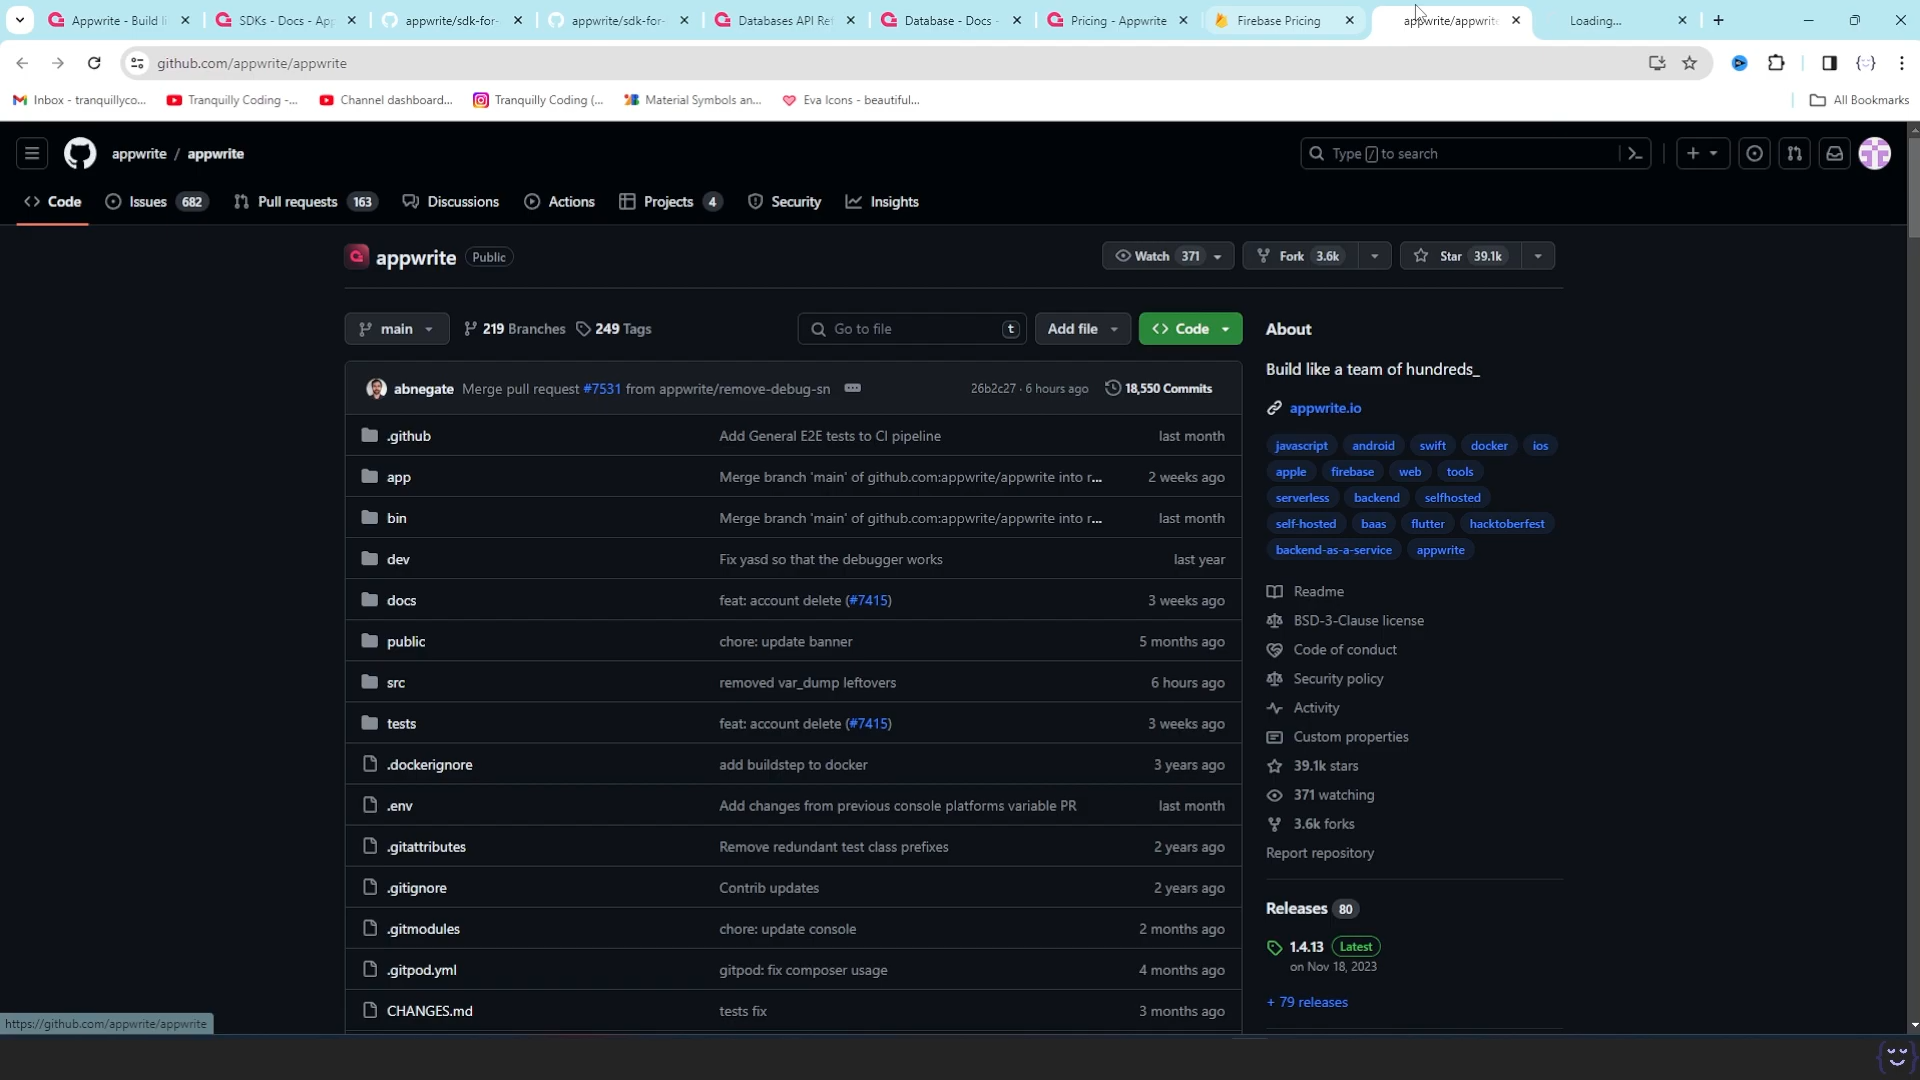 Appwrite - Build li
SDKs - Docs - App
appwrite/sdk-for-
appwrite/sdk-for-
Databases API Ref
Database - Docs -
Pricing - Appwrite
Firebase Pricing
appwrite/appwrite
Loading...
github.com/appwrite/appwrite
Inbox - tranquillyco...
Tranquilly Coding -...
Channel dashboard...
Tranquilly Coding (...
Material Symbols an...
Eva Icons - beautiful...
All Bookmarks
appwrite / appwrite
Type / to search
Code
Issues 682
Pull requests 163
Discussions
Actions
Projects 4
Security
Insights
appwrite Public
Watch 371
Fork 3.6k
Star 39.1k
main
219 Branches
249 Tags
Go to file t
Add file
Code
abnegate Merge pull request #7531 from appwrite/remove-debug-sn
26b2c27 · 6 hours ago
18,550 Commits
.github Add General E2E tests to CI pipeline last month
app Merge branch 'main' of github.com:appwrite/appwrite into r... 2 weeks ago
bin Merge branch 'main' of github.com:appwrite/appwrite into r... last month
dev Fix yasd so that the debugger works last year
docs feat: account delete (#7415) 3 weeks ago
public chore: update banner 5 months ago
src removed var_dump leftovers 6 hours ago
tests feat: account delete (#7415) 3 weeks ago
.dockerignore add buildstep to docker 3 years ago
.env Add changes from previous console platforms variable PR last month
.gitattributes Remove redundant test class prefixes 2 years ago
.gitignore Contrib updates 2 years ago
.gitmodules chore: update console 2 months ago
.gitpod.yml gitpod: fix composer usage 4 months ago
CHANGES.md tests fix 3 months ago
About
Build like a team of hundreds_
appwrite.io
javascript android swift docker ios
apple firebase web tools
serverless backend selfhosted
self-hosted baas flutter hacktoberfest
backend-as-a-service appwrite
Readme
BSD-3-Clause license
Code of conduct
Security policy
Activity
Custom properties
39.1k stars
371 watching
3.6k forks
Report repository
Releases 80
1.4.13 Latest
on Nov 18, 2023
+ 79 releases
https://github.com/appwrite/appwrite